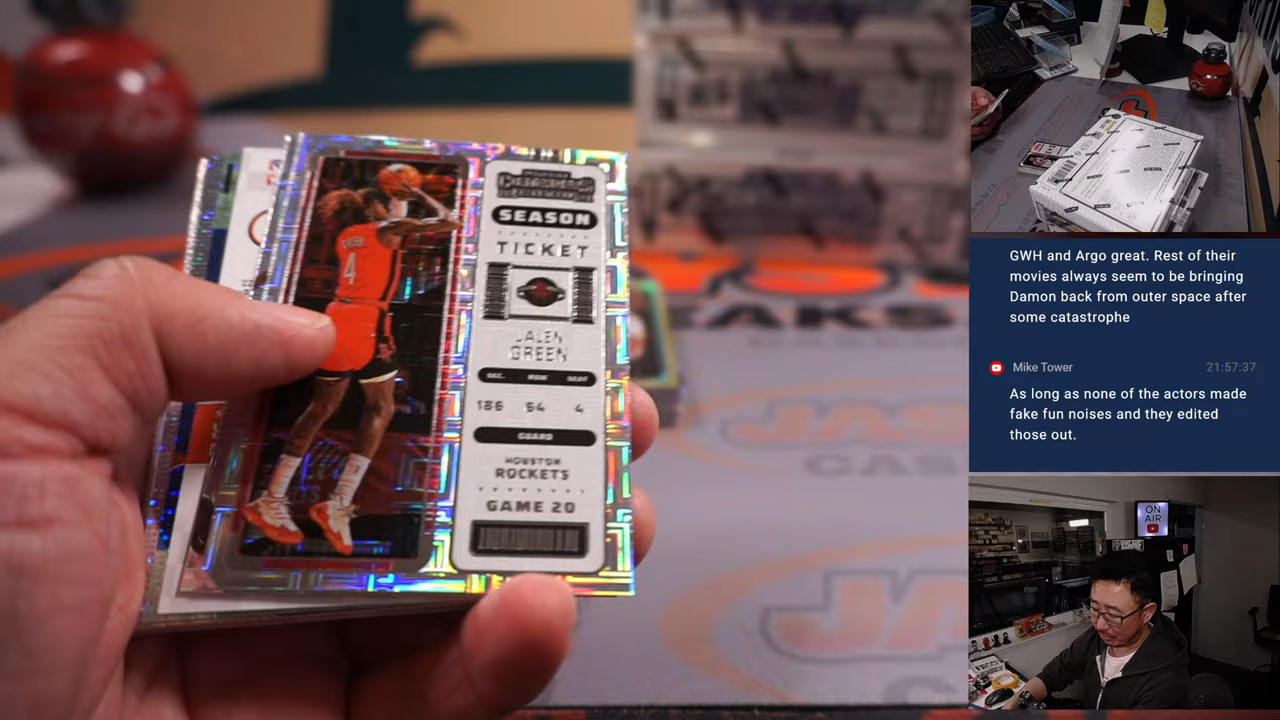 CONTENDERS
SEASON
TICKET
JALEN
GREEN
SEC. ROW SEAT
186 54 4
GUARD
HOUSTON
ROCKETS
GAME 20
4
GWH and Argo great. Rest of their
movies always seem to be bringing
Damon back from outer space after
some catastrophe
Mike Tower 21:57:37
As long as none of the actors made
fake fun noises and they edited
those out.
ON
AIR